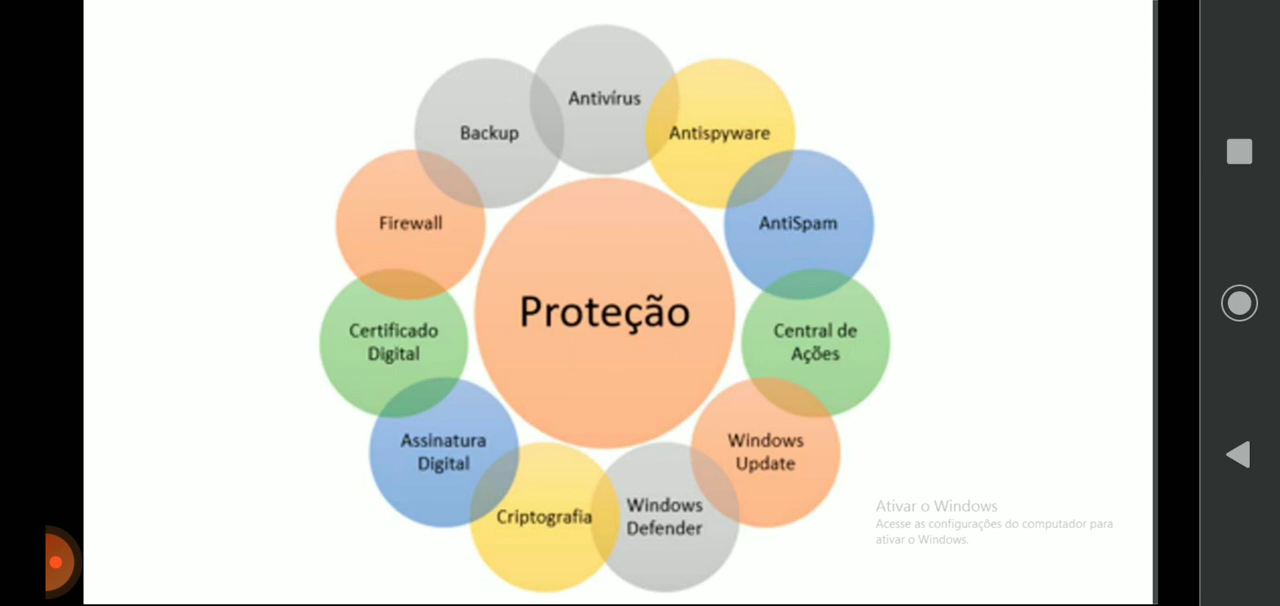 Antivírus
Backup
Antispyware
Firewall
AntiSpam
Proteção
Certificado
Digital
Central de
Ações
Assinatura
Digital
Windows
Update
Criptografia
Windows
Defender
Ativar o Windows
Acesse as configurações do computador para
ativar o Windows.